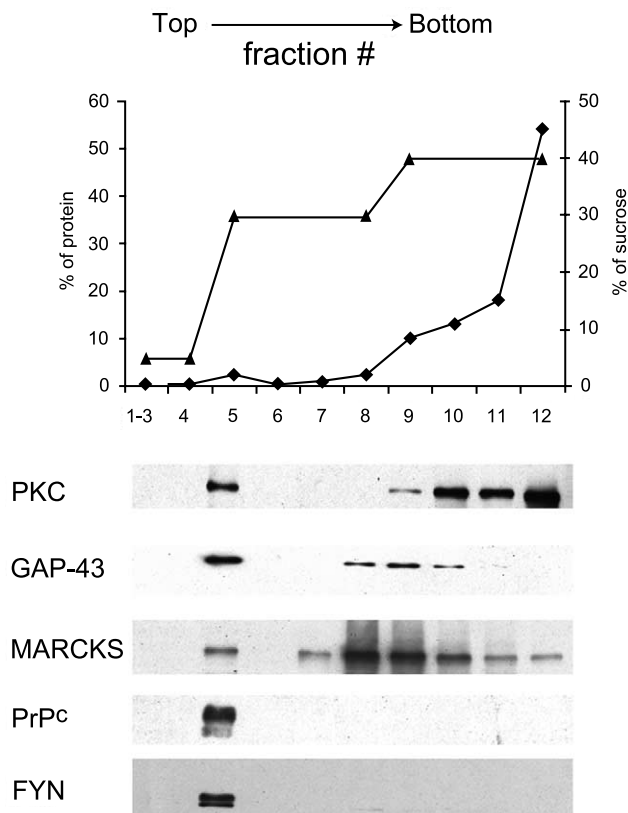 Top Bottom
fraction #
60
50
40
30
20
10
0
% of protein
50
40
30
20
10
0
% of sucrose
1-3 4 5 6 7 8 9 10 11 12
PKC
GAP-43
MARCKS
PrPc
FYN